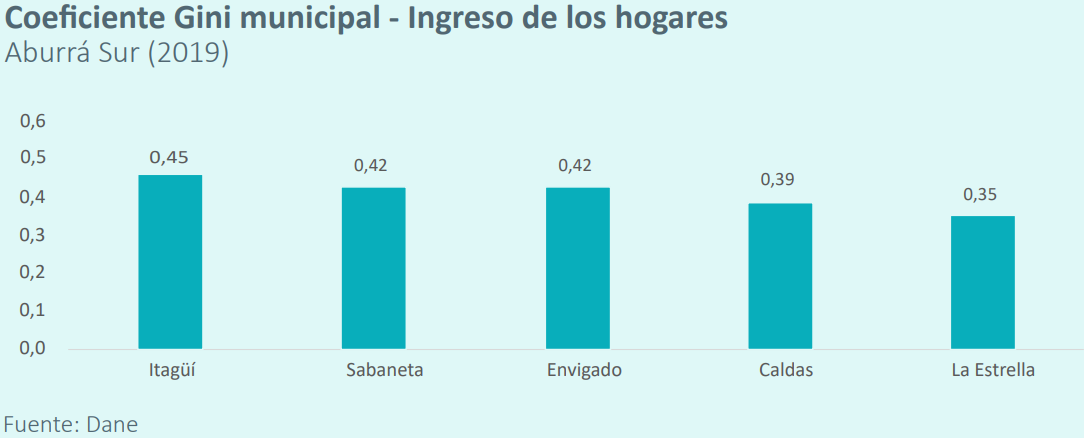 Coeficiente Gini municipal - Ingreso de los hogares
Aburrá Sur (2019)
0,6
0,5
0,4
0,3
0,2
0,1
0,0
0,45
0,42
0,42
0,39
0,35
Itagüí
Sabaneta
Envigado
Caldas
La Estrella
Fuente: Dane